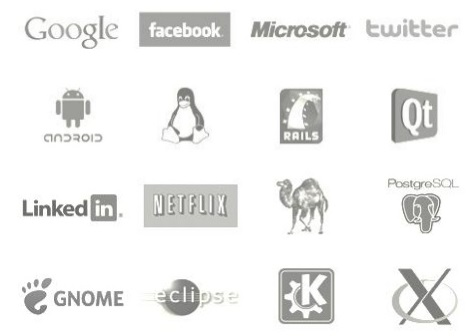 Google
facebook
Microsoft
twitter
ANDROID
RAILS
Qt
Linked in
NETFLIX
PostgreSQL
GNOME
eclipse
K
X